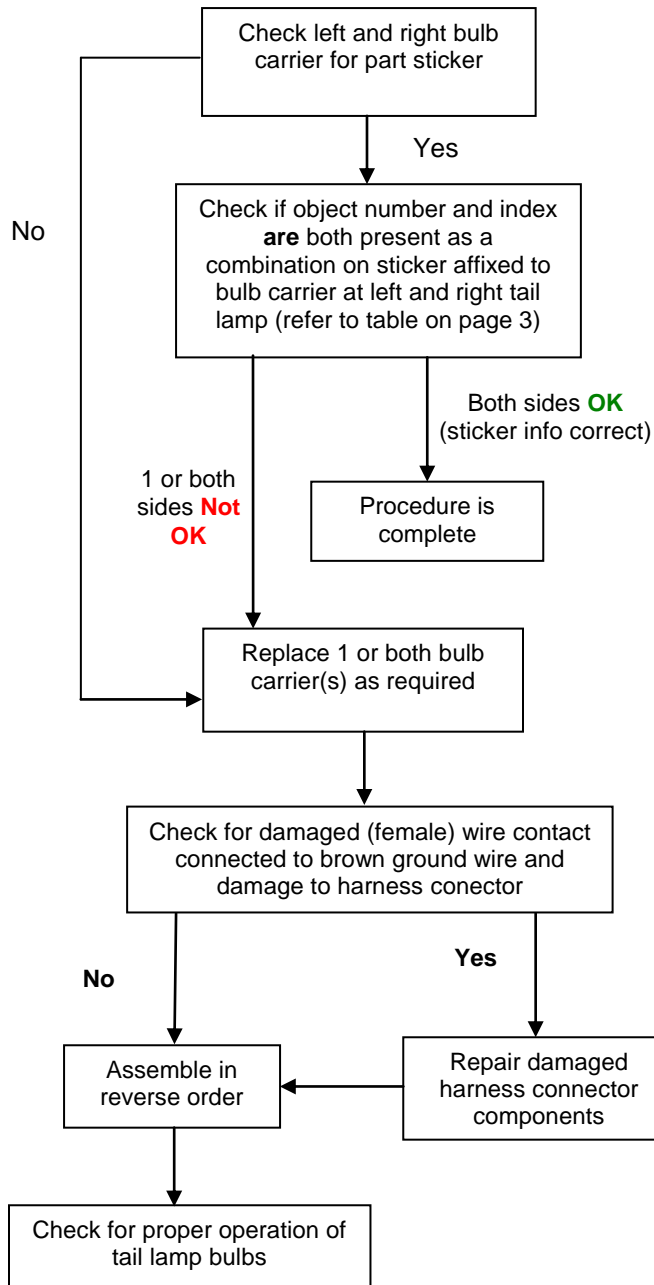 Check left and right bulb
carrier for part sticker
Yes
No
Check if object number and index
are both present as a
combination on sticker affixed to
bulb carrier at left and right tail
lamp (refer to table on page 3)
Both sides OK
(sticker info correct)
1 or both
sides Not
OK
Procedure is
complete
Replace 1 or both bulb
carrier(s) as required
Check for damaged (female) wire contact
connected to brown ground wire and
damage to harness conector
No
Yes
Assemble in
reverse order
Repair damaged
harness connector
components
Check for proper operation of
tail lamp bulbs